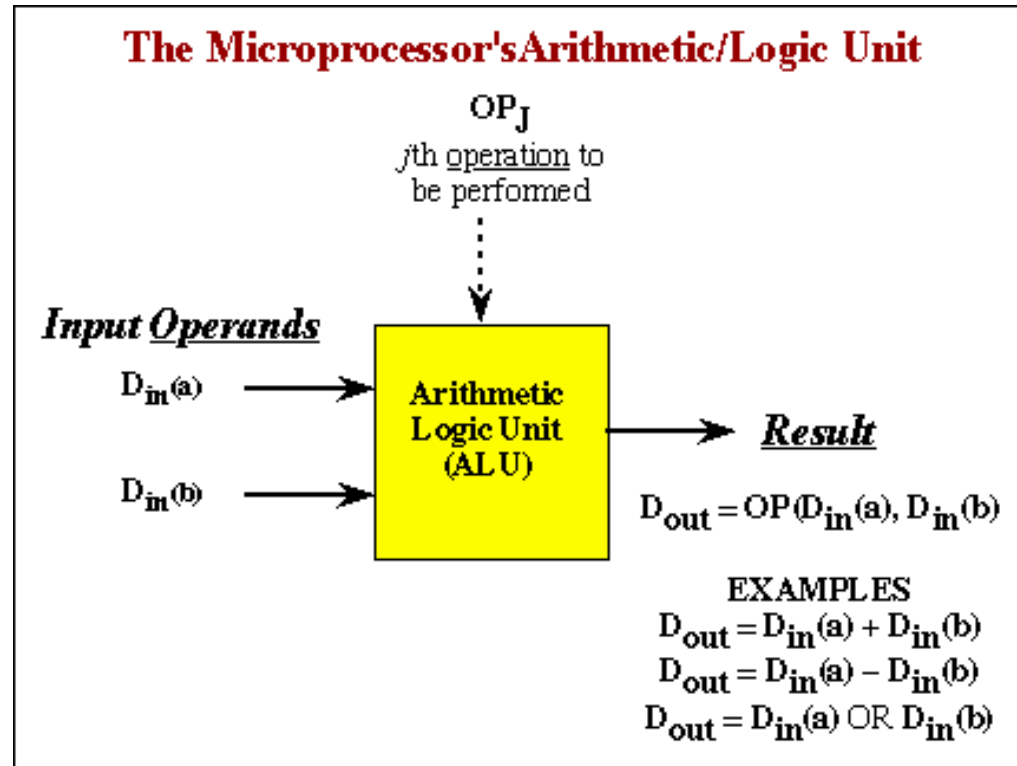 The Microprocessor'sArithmetic/Logic Unit
OPJ
jth operation to
be performed
Input Operands
Din(a)
Din(b)
Arithmetic
Logic Unit
(ALU)
Result
Dout = OP(Din(a), Din(b)
EXAMPLES
Dout = Din(a) + Din(b)
Dout = Din(a) – Din(b)
Dout = Din(a) OR Din(b)